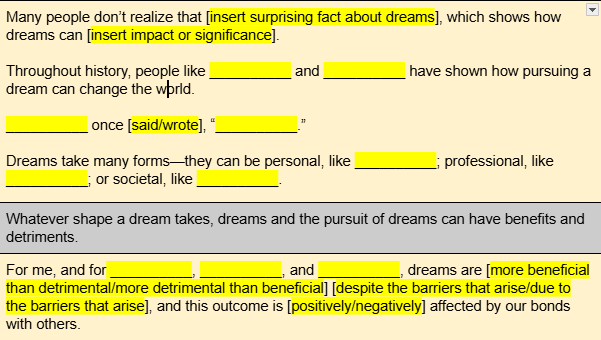 Many people don't realize that [insert surprising fact about dreams], which shows how
dreams can [insert impact or significance].
Throughout history, people like __________ and __________ have shown how pursuing a
dream can change the world.
__________ once [said/wrote], “__________.”
Dreams take many forms—they can be personal, like __________; professional, like
__________; or societal, like __________.
Whatever shape a dream takes, dreams and the pursuit of dreams can have benefits and
detriments.
For me, and for__________, __________, and __________, dreams are [more beneficial
than detrimental/more detrimental than beneficial] [despite the barriers that arise/due to
the barriers that arise], and this outcome is [positively/negatively] affected by our bonds
with others.